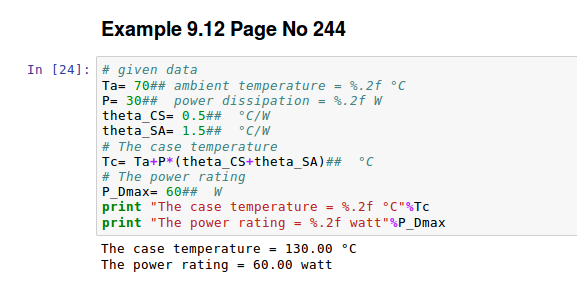 Example 9.12 Page No 244
In [24]: # given data
Ta= 70## ambient temperature = %.2f °C
P= 30##  power dissipation = %.2f W
theta_CS= 0.5##  °C/W
theta_SA= 1.5##  °C/W
# The case temperature
Tc= Ta+P*(theta_CS+theta_SA)##  °C
# The power rating
P_Dmax= 60##  W
print "The case temperature = %.2f °C"%Tc
print "The power rating = %.2f watt"%P_Dmax
The case temperature = 130.00 °C
The power rating = 60.00 watt